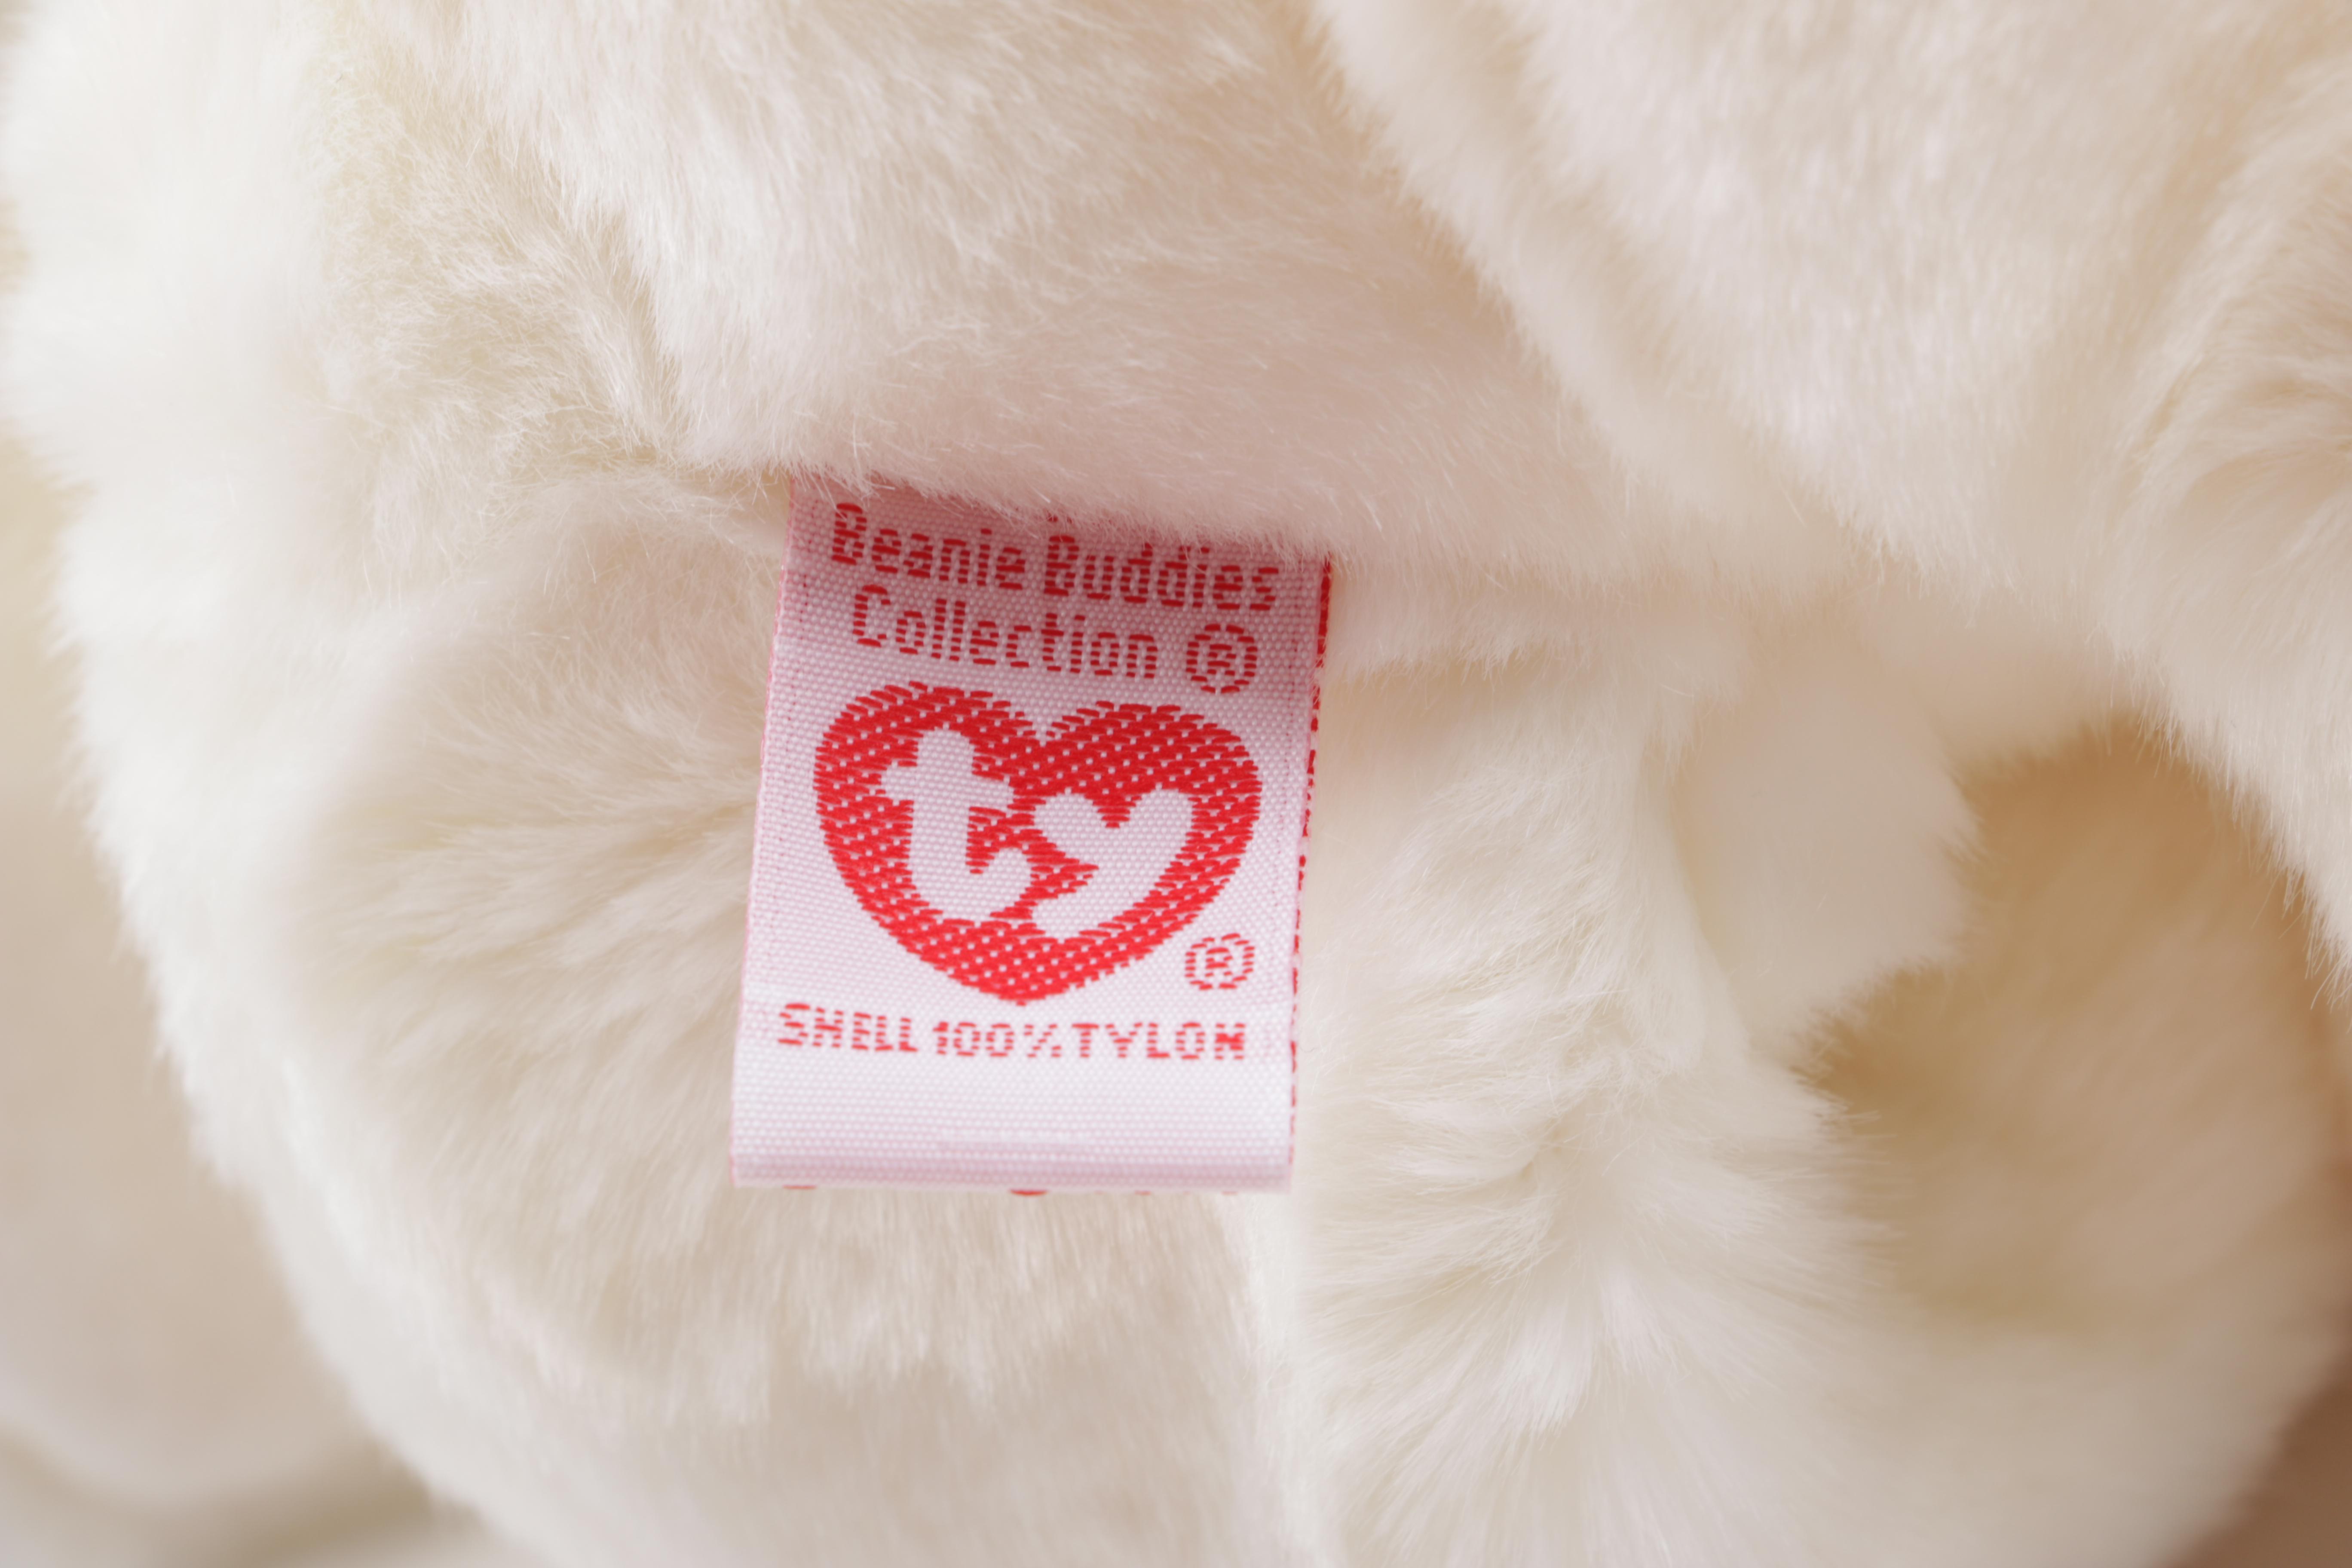 Beanie Buddies
Collection ®
ty
®
SHELL 100% TYLON